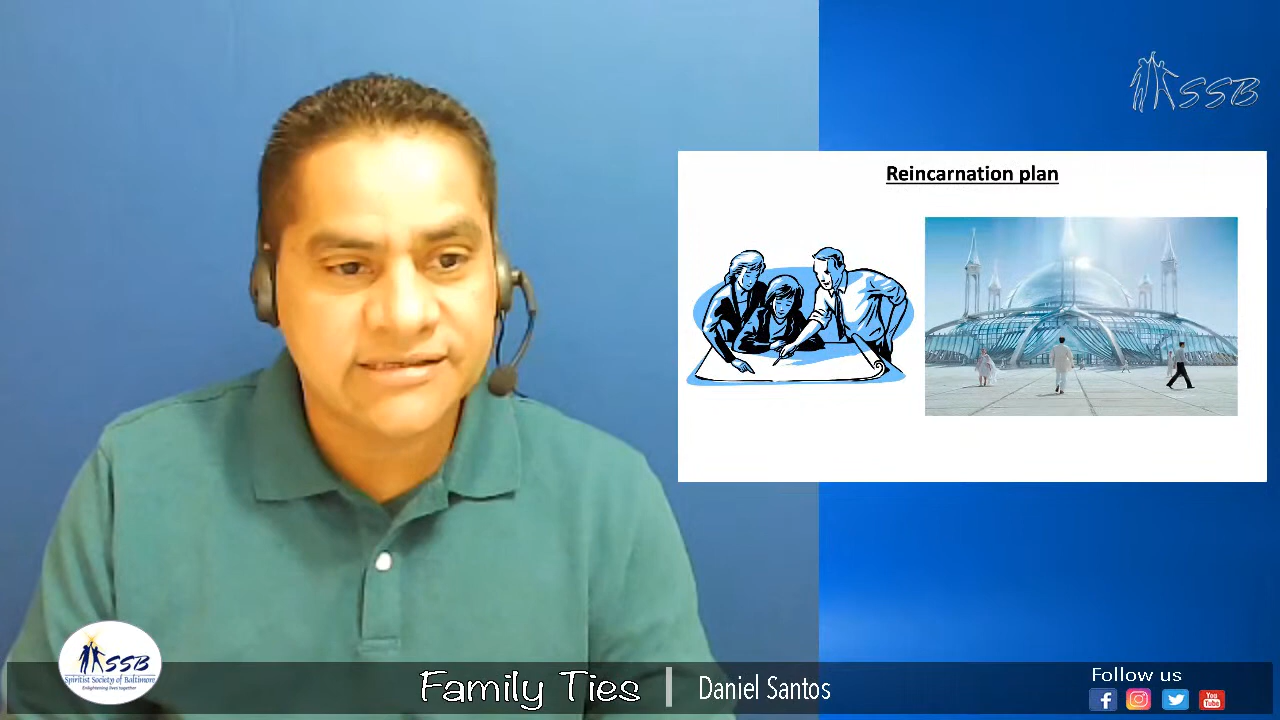 SSB
Reincarnation plan
SSB
Spiritist Society of Baltimore
Enlightening lives together
Family Ties | Daniel Santos
Follow us
You
Tube